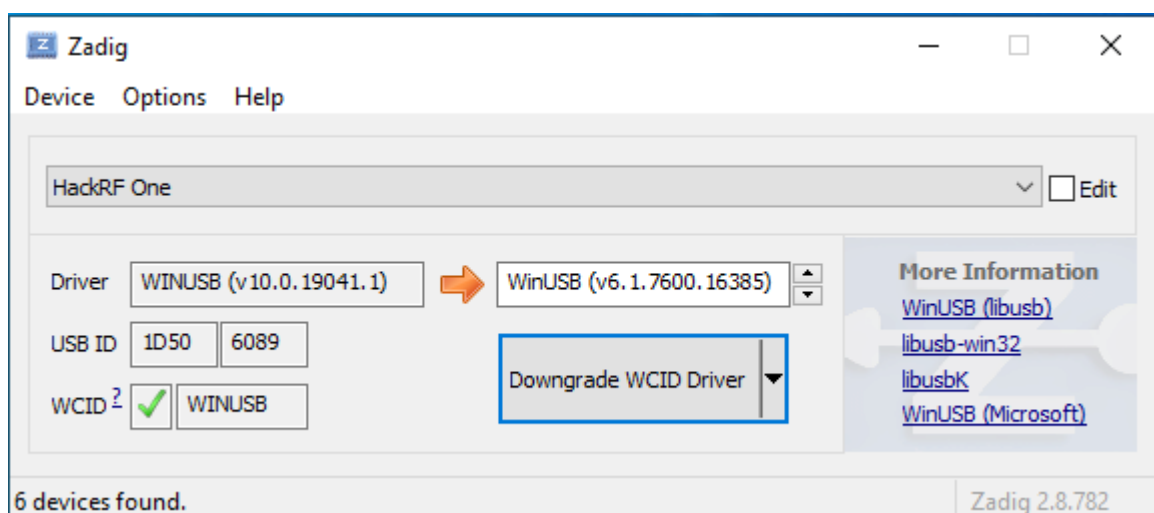 Zadig
Device Options Help
HackRF One
Edit
Driver WINUSB (v10.0.19041.1) WinUSB (v6.1.7600.16385)
USB ID 1D50 6089
WCID ? WINUSB
Downgrade WCID Driver
More Information
WinUSB (libusb)
libusb-win32
libusbK
WinUSB (Microsoft)
6 devices found.
Zadig 2.8.782